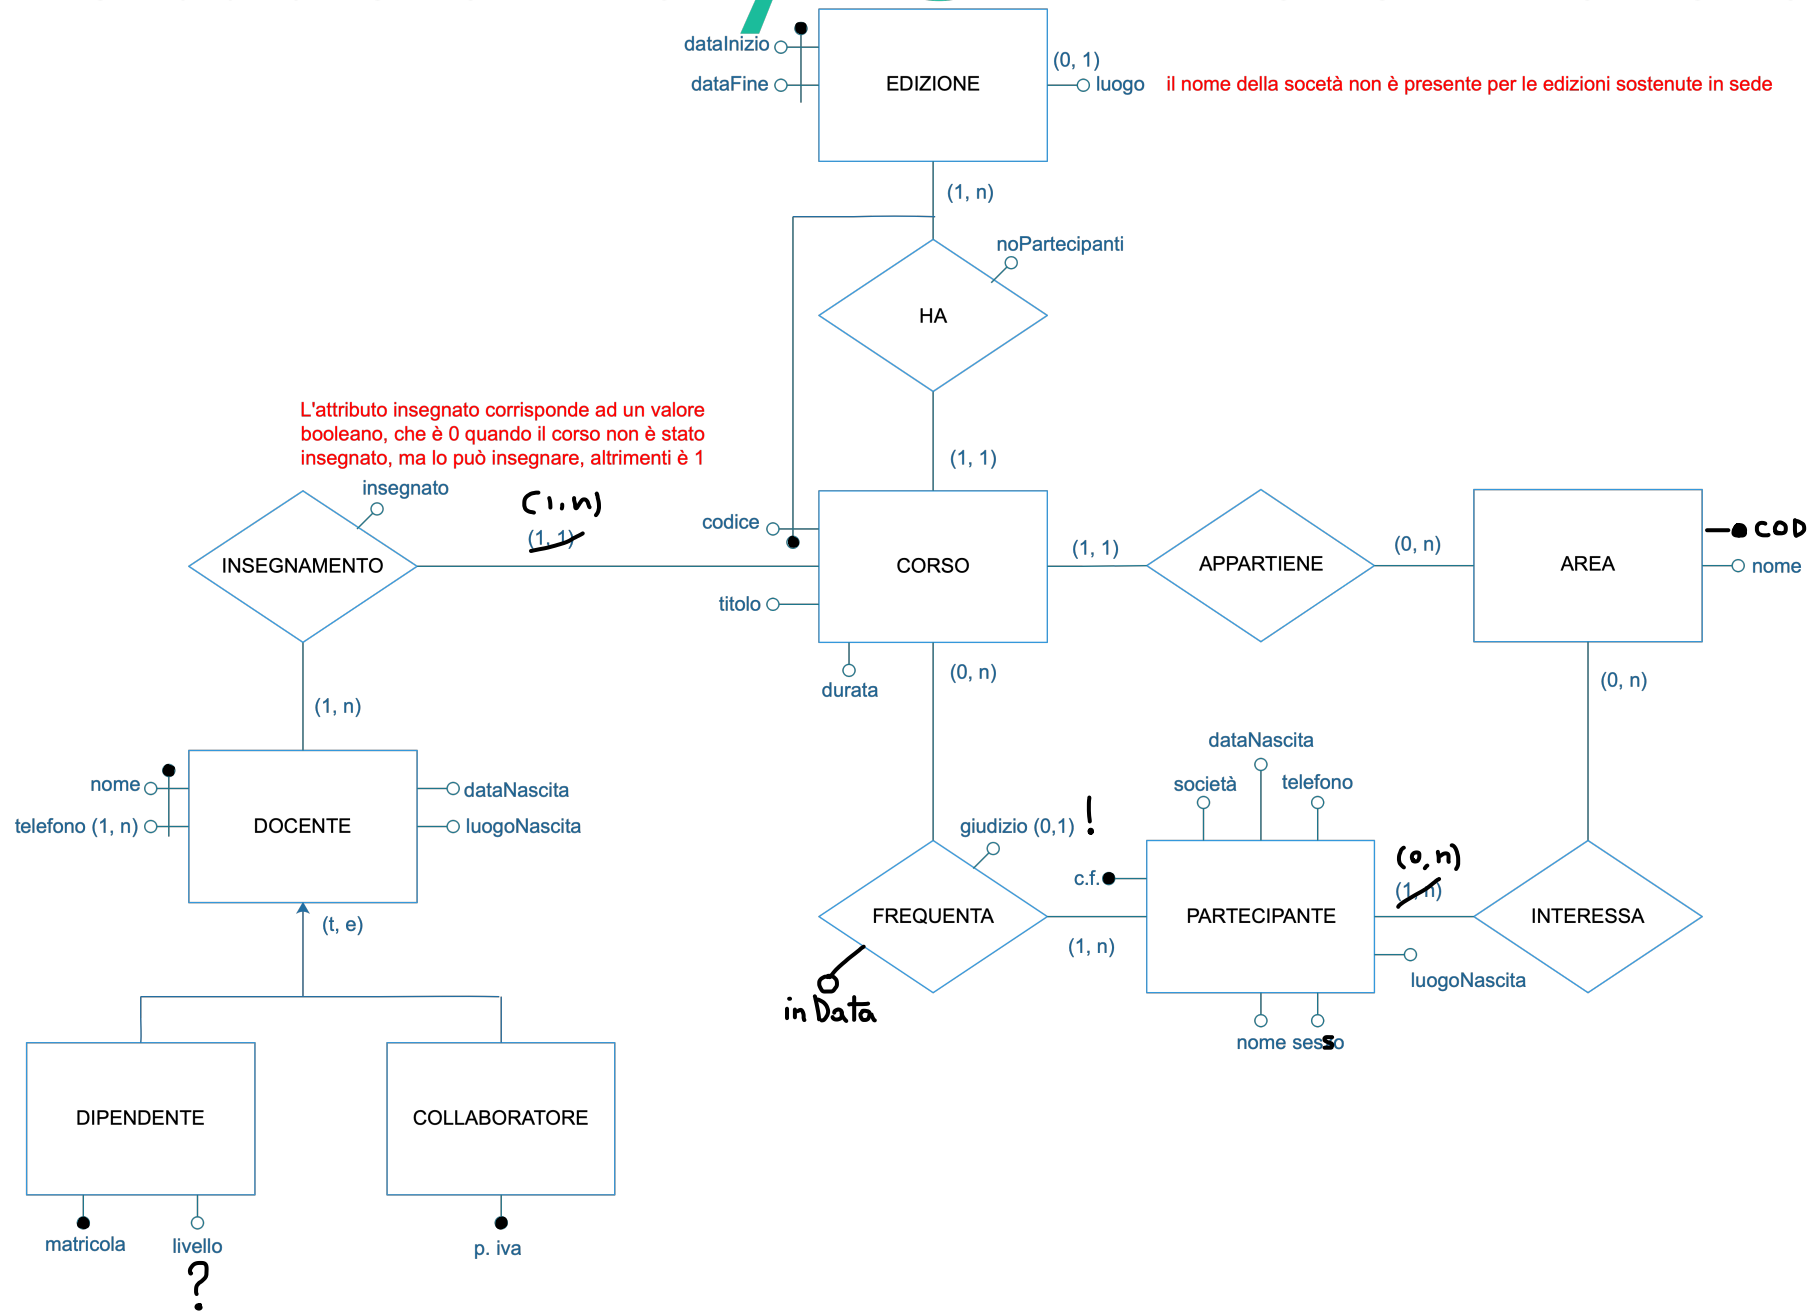 dataInizio
dataFine
EDIZIONE
(0, 1)
luogo
il nome della socetà non è presente per le edizioni sostenute in sede
(1, n)
noPartecipanti
HA
(1, 1)
L'attributo insegnato corrisponde ad un valore
booleano, che è 0 quando il corso non è stato
insegnato, ma lo può insegnare, altrimenti è 1
insegnato
(1,n)
(1, 1)
INSEGNAMENTO
codice
titolo
CORSO
durata
(1, 1)
APPARTIENE
(0, n)
AREA
COD
nome
(0, n)
(0, n)
(1, n)
nome
telefono (1, n)
DOCENTE
dataNascita
luogoNascita
(t, e)
dataNascita
società
telefono
giudizio (0,1) !
c.f.
FREQUENTA
(1, n)
inData
PARTECIPANTE
(0,n)
(1, n)
INTERESSA
luogoNascita
nome sesso
DIPENDENTE
COLLABORATORE
matricola
livello
?
p. iva